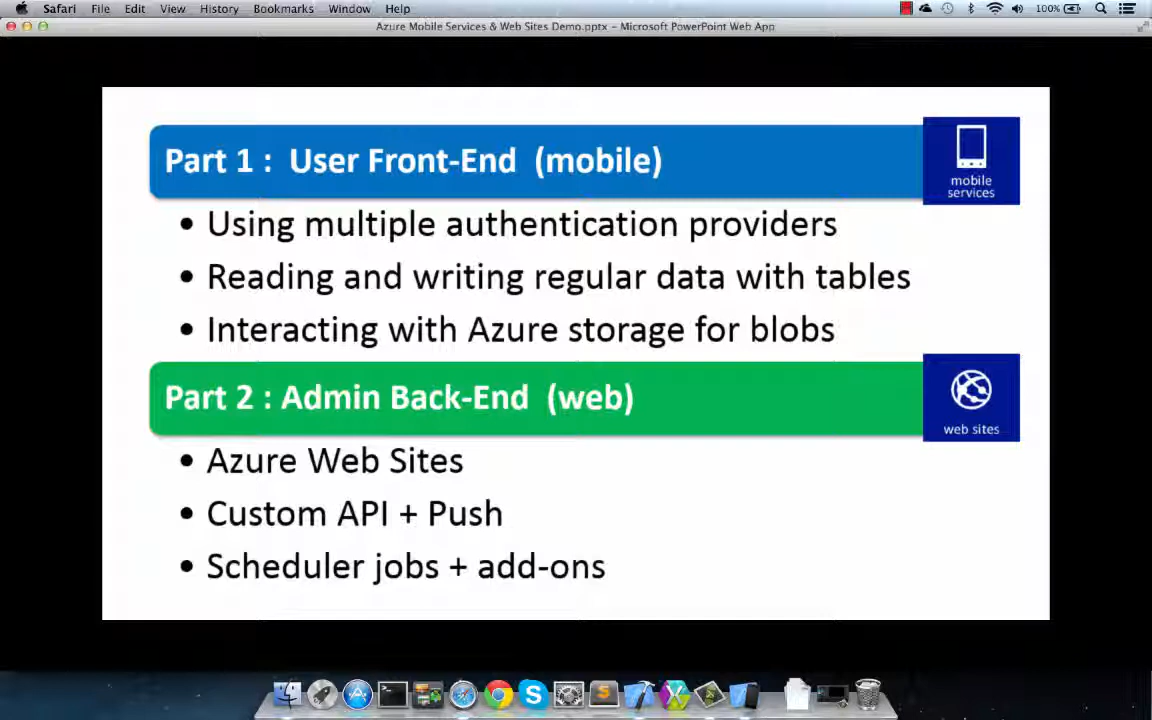 Safari File Edit View History Bookmarks Window Help 100%
Azure Mobile Services & Web Sites Demo.pptx – Microsoft PowerPoint Web App
Part 1 : User Front-End (mobile)
mobile
services
• Using multiple authentication providers
• Reading and writing regular data with tables
• Interacting with Azure storage for blobs
Part 2 : Admin Back-End (web)
web sites
• Azure Web Sites
• Custom API + Push
• Scheduler jobs + add-ons